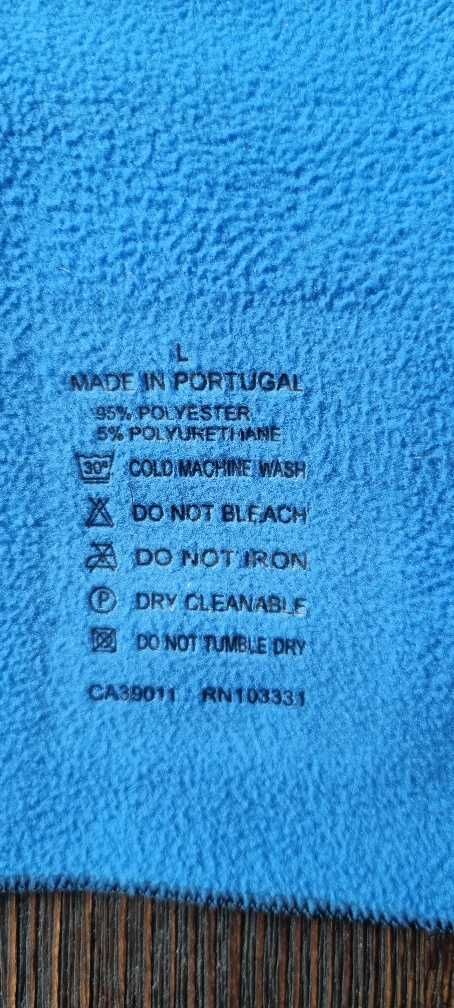 L
MADE IN PORTUGAL
95% POLYESTER
5% POLYURETHANE
30° COLD MACHINE WASH
DO NOT BLEACH
DO NOT IRON
P DRY CLEANABLE
DO NOT TUMBLE DRY
CA39011 RN103331